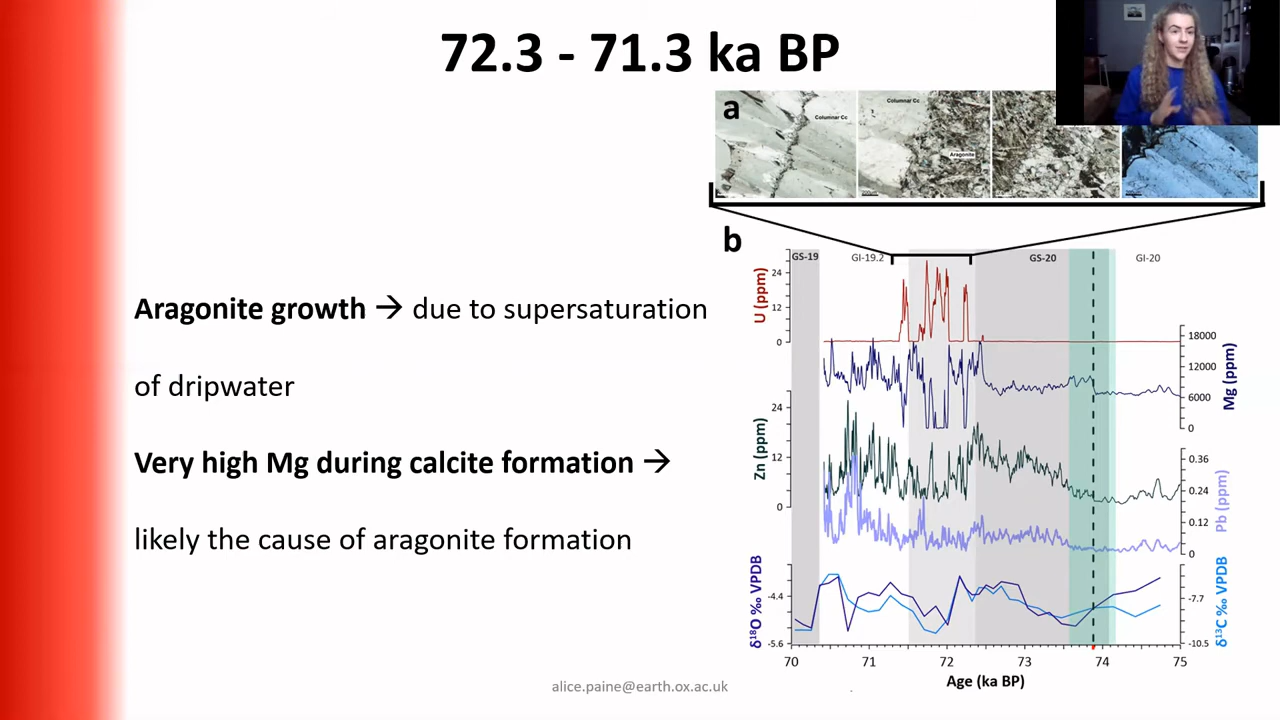 72.3 - 71.3 ka BP
a
Columnar Cc
Columnar Cc
Aragonite
b
GS-19
GI-19.2
GS-20
GI-20
U (ppm)
24
12
0
18000
12000
6000
0
Mg (ppm)
Zn (ppm)
24
12
0
0.36
0.24
0.12
0
Pb (ppm)
δ¹⁸O ‰ VPDB
-4.4
-5.6
-7.7
-10.5
δ¹³C ‰ VPDB
70 71 72 73 74 75
Age (ka BP)
Aragonite growth → due to supersaturation
of dripwater
Very high Mg during calcite formation →
likely the cause of aragonite formation
alice.paine@earth.ox.ac.uk